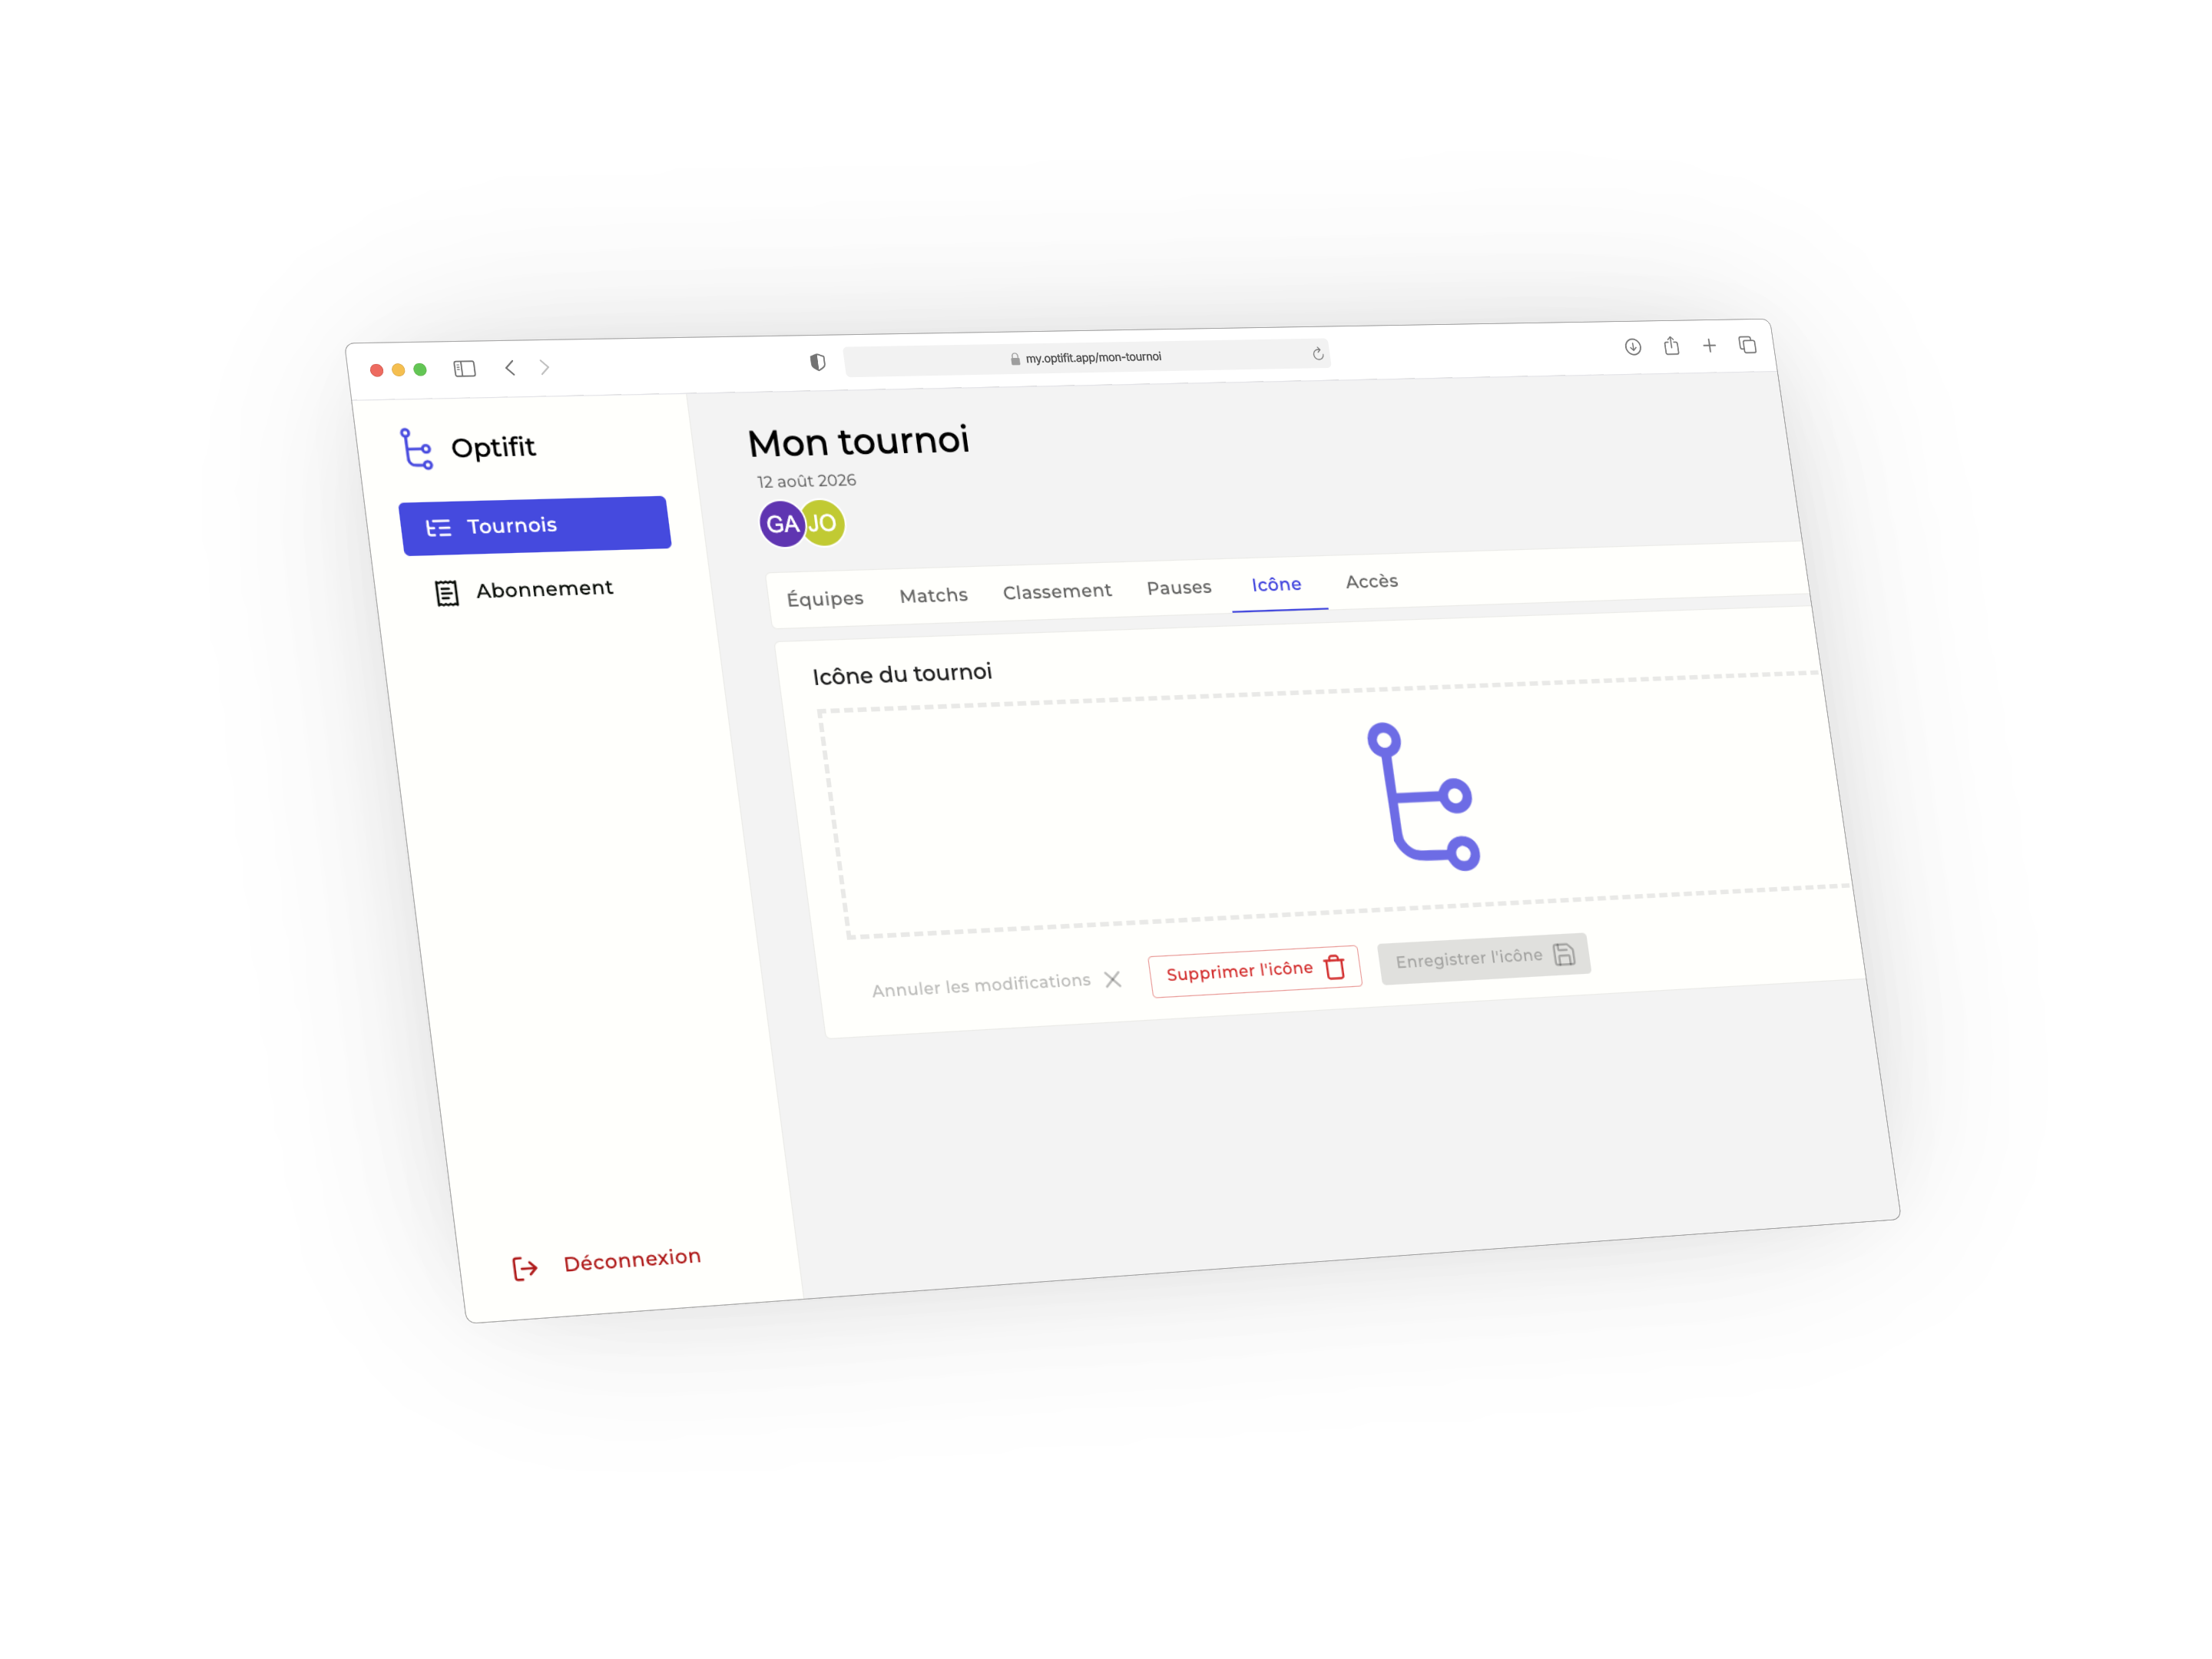 my.optifit.app/mon-tournoi
Optifit
Tournois
Abonnement
Déconnexion
Mon tournoi
12 août 2026
GA JO
Équipes Matchs Classement Pauses Icône Accès
Icône du tournoi
Annuler les modifications Supprimer l'icône Enregistrer l'icône